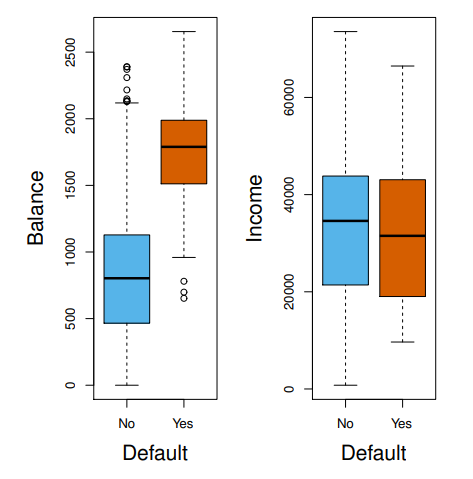 Balance
0
500
1000
1500
2000
2500
No
Yes
Default
Income
0
20000
40000
60000
No
Yes
Default